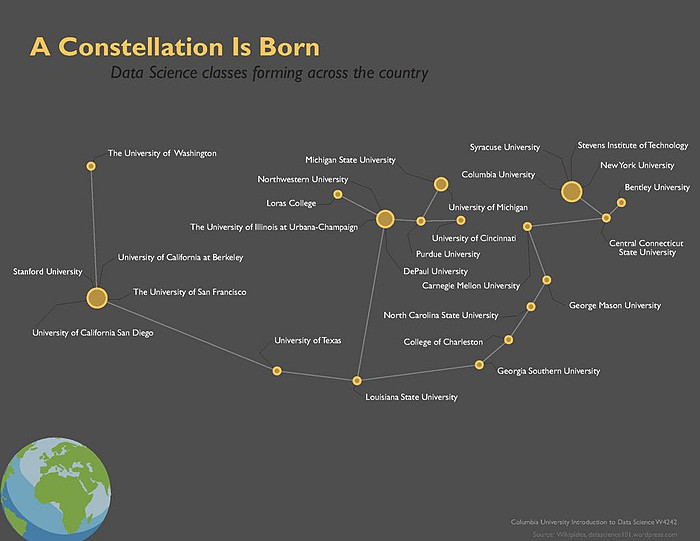 A Constellation Is Born
Data Science classes forming across the country
The University of Washington
Michigan State University
Syracuse University
Stevens Institute of Technology
New York University
Columbia University
Northwestern University
Bentley University
Loras College
University of Michigan
The University of Illinois at Urbana-Champaign
University of Cincinnati
Central Connecticut
State University
Purdue University
University of California at Berkeley
Stanford University
DePaul University
Carnegie Mellon University
The University of San Francisco
George Mason University
North Carolina State University
University of California San Diego
University of Texas
College of Charleston
Georgia Southern University
Louisiana State University
Columbia University Introduction to Data Science W4242
Source: Wikipidea, datascience101.wordpress.com